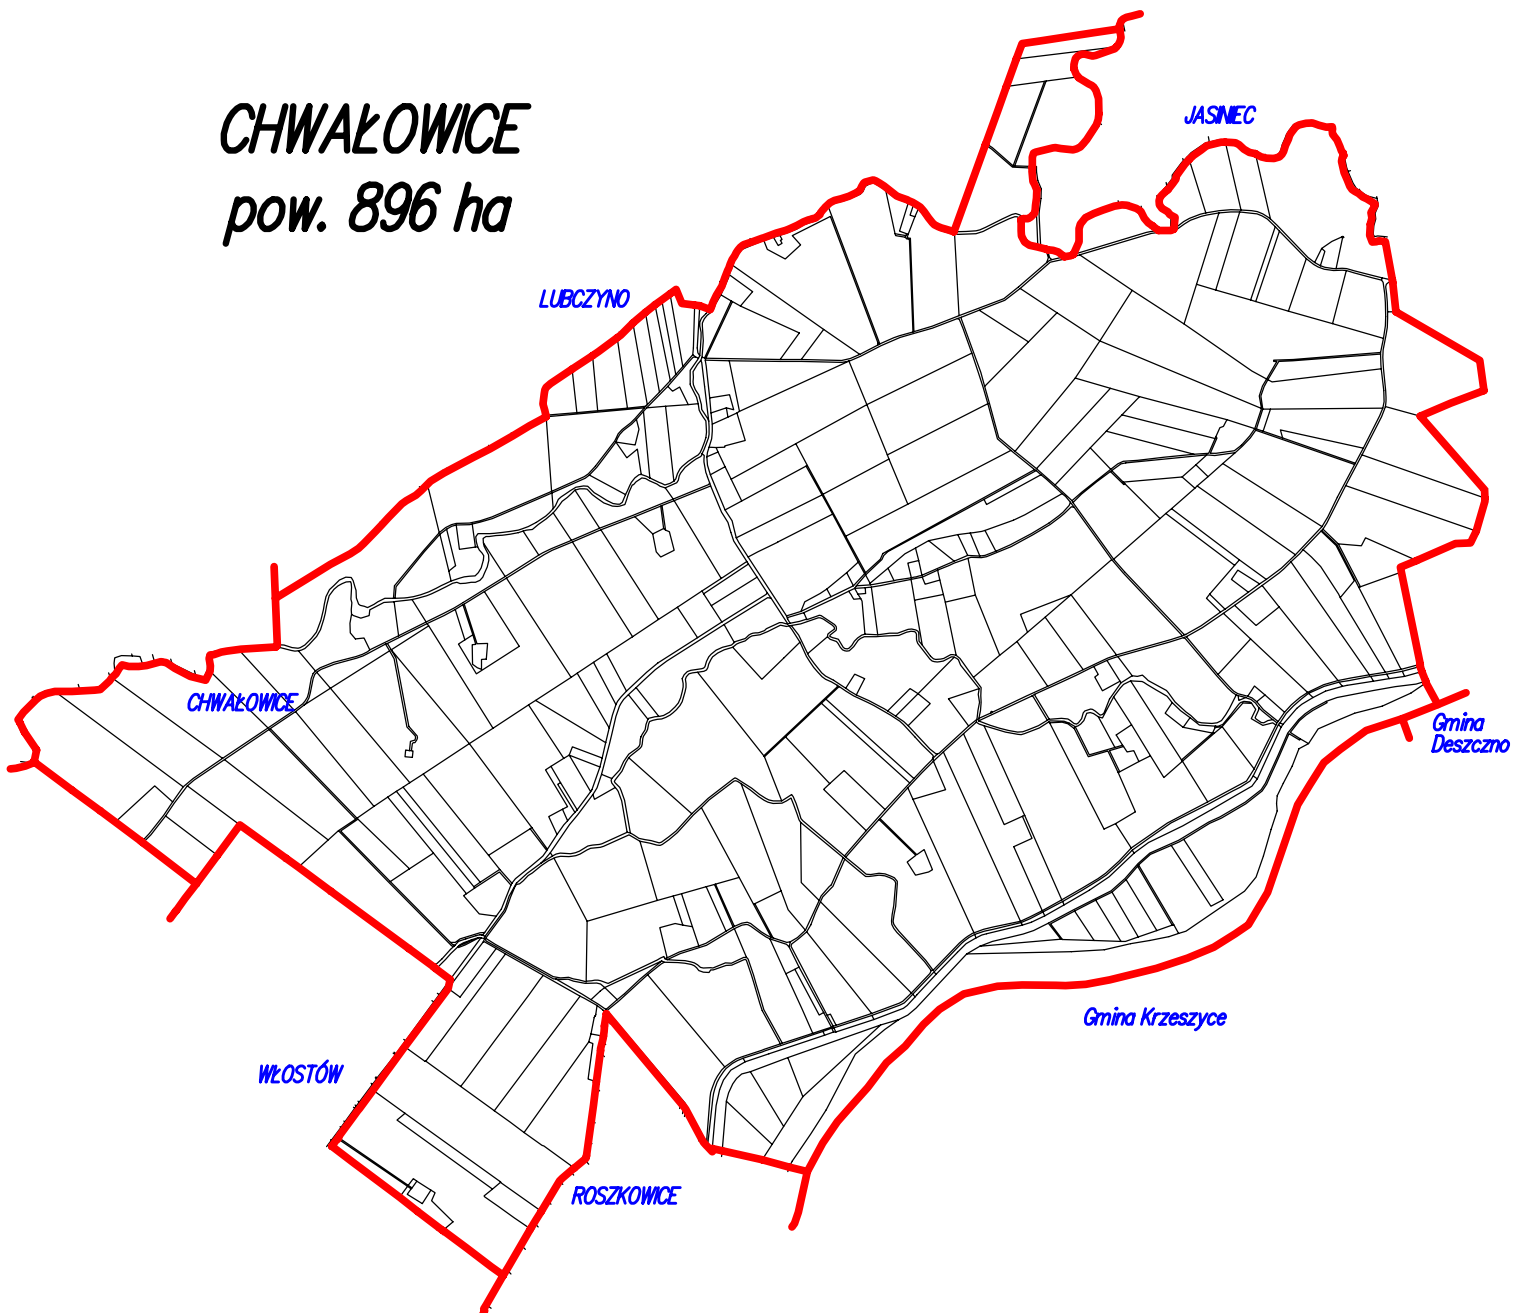 CHWAŁOWICE
pow. 896 ha
JASINIEC
LUBCZYNO
CHWAŁOWICE
Gmina
Deszczno
Gmina Krzeszyce
WŁOSTÓW
ROSZKOWICE